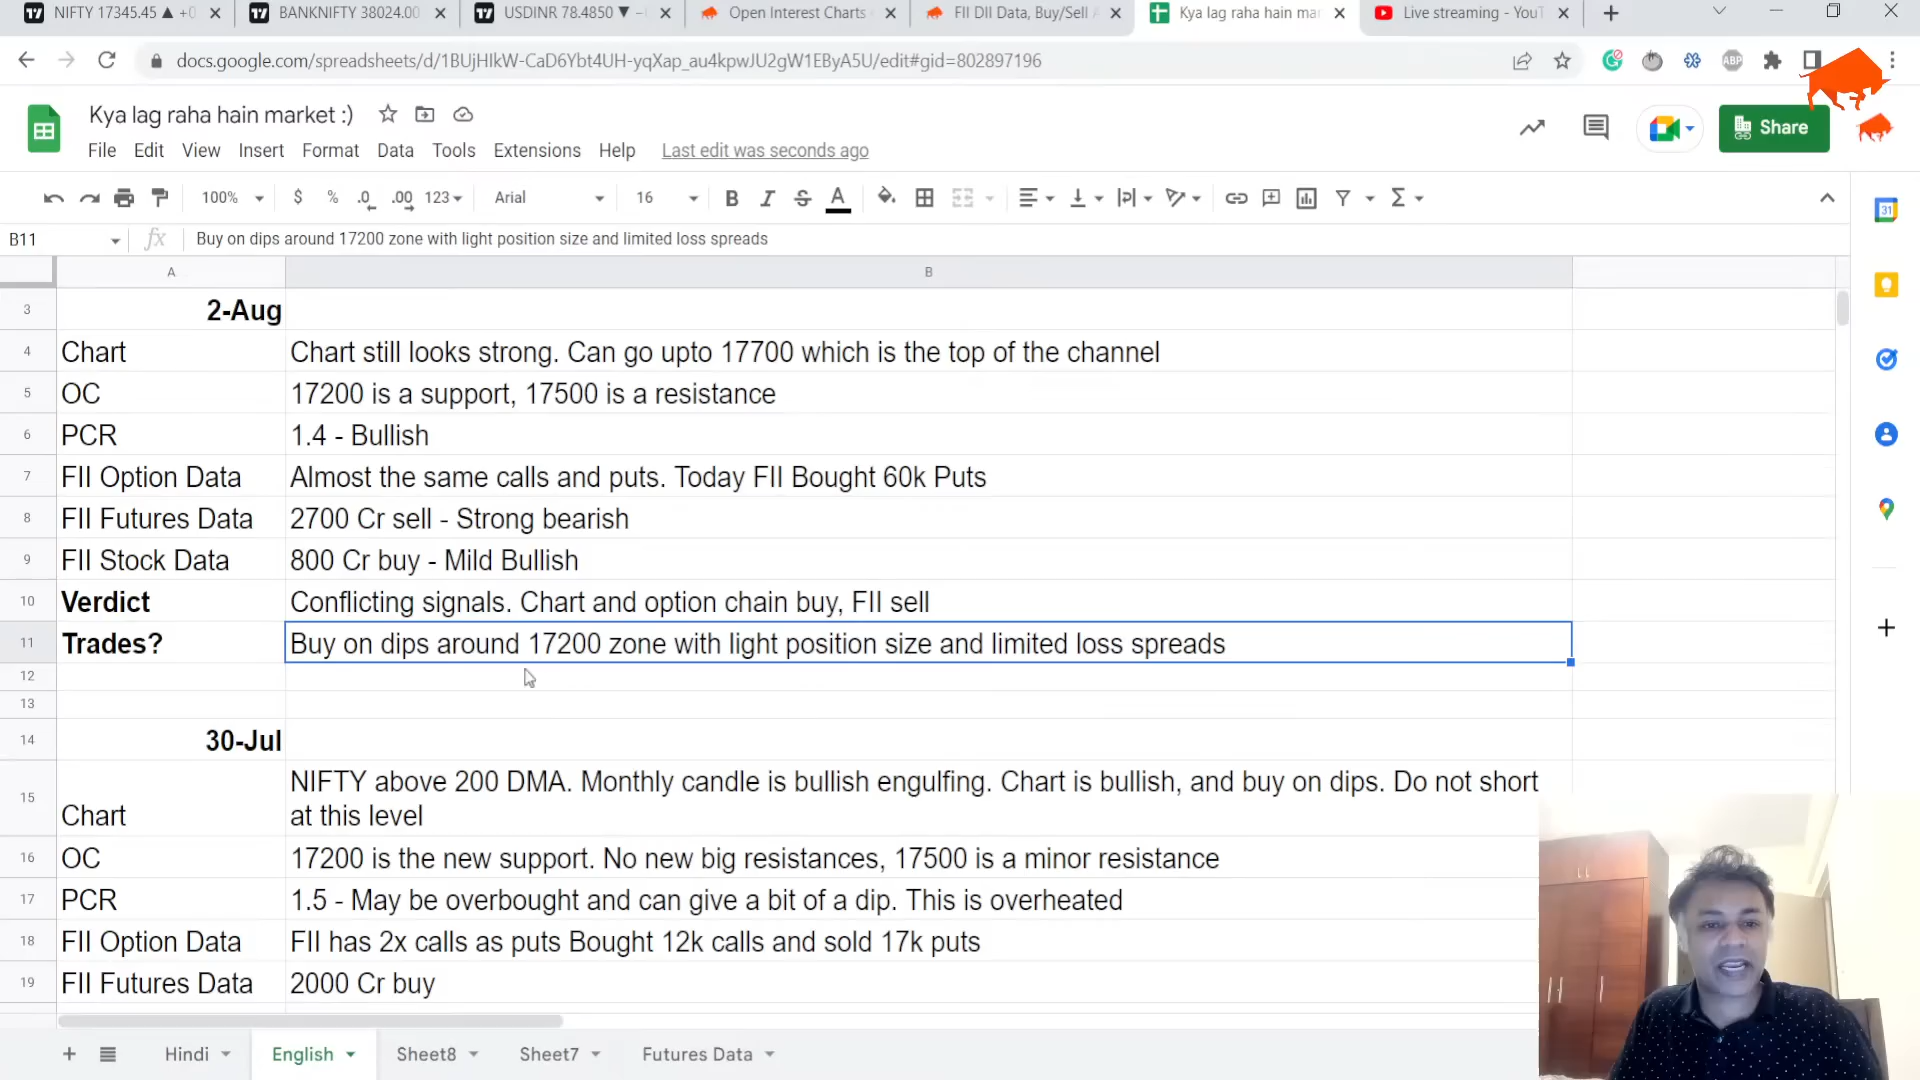 NIFTY 17345.45 ▲ +0
BANKNIFTY 38024.00
USDINR 78.4850 ▼ −
Open Interest Charts
FII DII Data, Buy/Sell
Kya lag raha hain mar
Live streaming - YouT
docs.google.com/spreadsheets/d/1BUjHIkW-CaD6Ybt4UH-yqXap_au4kpwJU2gW1EByA5U/edit#gid=802897196
ABP
Kya lag raha hain market :)
File Edit View Insert Format Data Tools Extensions Help Last edit was seconds ago
Share
100% $ % .0 .00 123 Arial 16 B I S A
31
B11 fx Buy on dips around 17200 zone with light position size and limited loss spreads
A B
3 2-Aug
4 Chart Chart still looks strong. Can go upto 17700 which is the top of the channel
5 OC 17200 is a support, 17500 is a resistance
6 PCR 1.4 - Bullish
7 FII Option Data Almost the same calls and puts. Today FII Bought 60k Puts
8 FII Futures Data 2700 Cr sell - Strong bearish
9 FII Stock Data 800 Cr buy - Mild Bullish
10 Verdict Conflicting signals. Chart and option chain buy, FII sell
11 Trades? Buy on dips around 17200 zone with light position size and limited loss spreads
12
13
14 30-Jul
NIFTY above 200 DMA. Monthly candle is bullish engulfing. Chart is bullish, and buy on dips. Do not short
15 Chart at this level
16 OC 17200 is the new support. No new big resistances, 17500 is a minor resistance
17 PCR 1.5 - May be overbought and can give a bit of a dip. This is overheated
18 FII Option Data FII has 2x calls as puts Bought 12k calls and sold 17k puts
19 FII Futures Data 2000 Cr buy
Hindi English Sheet8 Sheet7 Futures Data